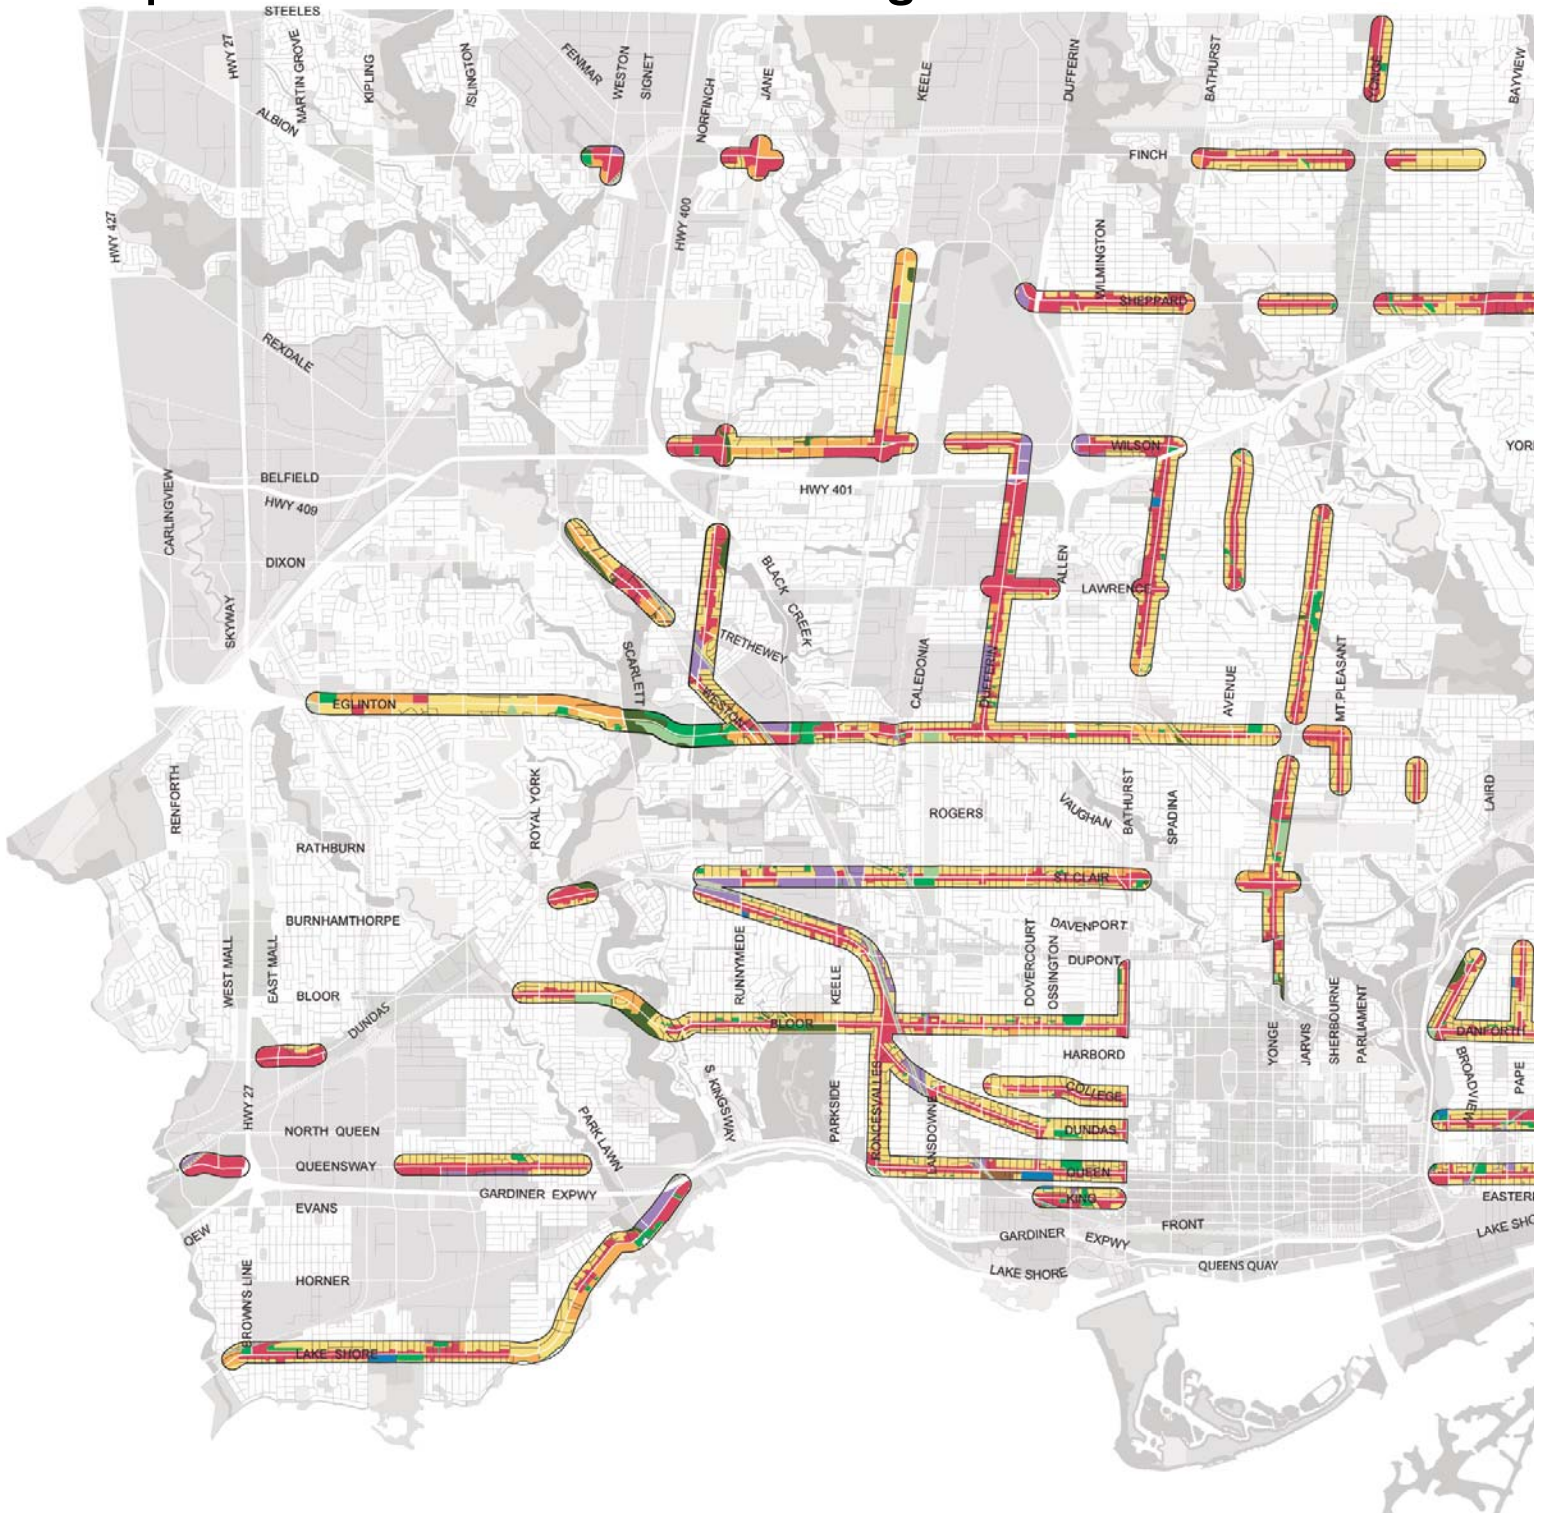 STEELES
HWY 27
MARTIN GROVE
KIPLING
ISLINGTON
FENMAR
WESTON
SIGNET
NORFINCH
JANE
KEELE
DUFFERIN
BATHURST
YONGE
BAYVIEW
ALBION
FINCH
HWY 427
HWY 400
WILMINGTON
SHEPPARD
REXDALE
WILSON
YOR
BELFIELD
HWY 401
HWY 409
CARLINGVIEW
DIXON
BLACK CREEK
ALLEN
LAWRENCE
SKYWAY
TRETHEWEY
SCARLETT
CALEDONIA
DUFFERIN
AVENUE
MT PLEASANT
EGLINTON
WESTON
RENFORTH
ROYAL YORK
ROGERS
VAUGHAN
BATHURST
SPADINA
LAIRD
RATHBURN
ST CLAIR
BURNHAMTHORPE
DAVENPORT
WEST MALL
EAST MALL
RUNNYMEDE
KEELE
DOVERCOURT
OSSINGTON
DUPONT
BLOOR
DUNDAS
BLOOR
YONGE
JARVIS
SHERBOURNE
PARLIAMENT
DANFORTH
HARBORD
BROADVIEW
PAPE
HWY 27
S. KINGSWAY
PARKSIDE
RONCESVALLES
LANSDOWNE
COLLEGE
NORTH QUEEN
PARK LAWN
DUNDAS
QUEENSWAY
QUEEN
GARDINER EXPWY
KING
EASTER
EVANS
QEW
GARDINER EXPWY
FRONT
LAKE SHO
LAKE SHORE
QUEENS QUAY
HORNER
BROWN'S LINE
LAKE SHORE